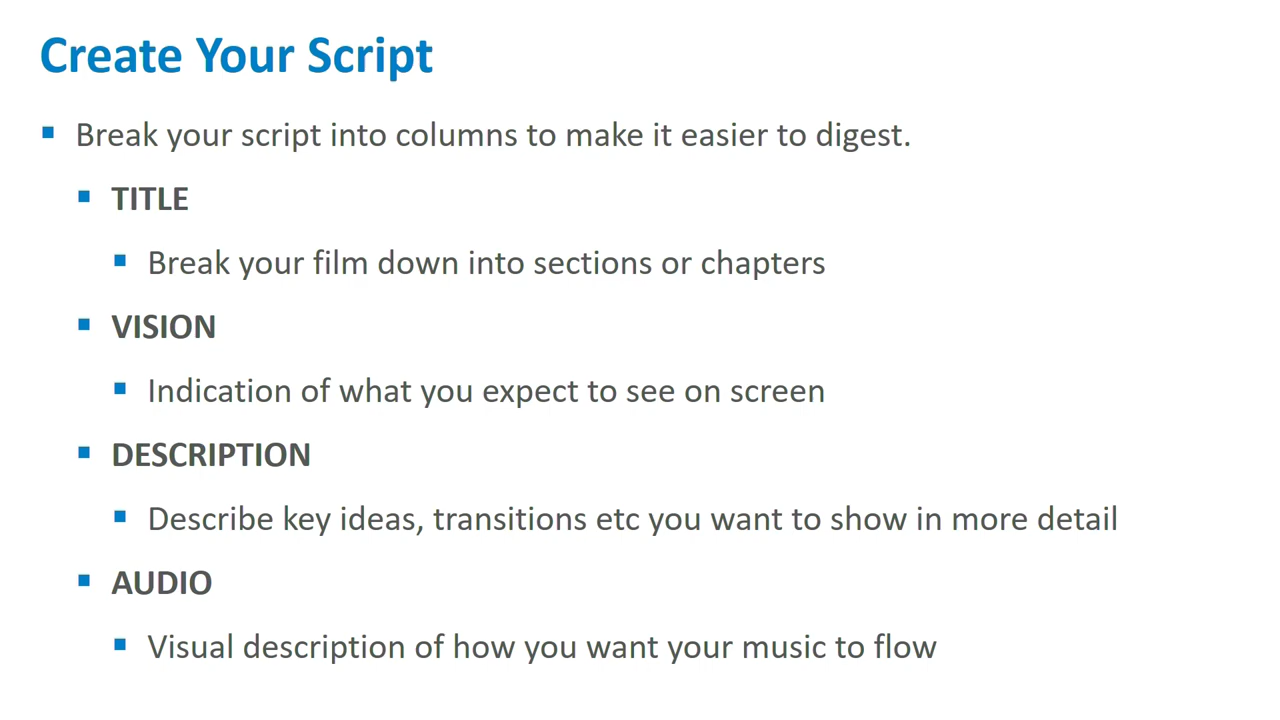 Create Your Script
Break your script into columns to make it easier to digest.
TITLE
Break your film down into sections or chapters
VISION
Indication of what you expect to see on screen
DESCRIPTION
Describe key ideas, transitions etc you want to show in more detail
AUDIO
Visual description of how you want your music to flow